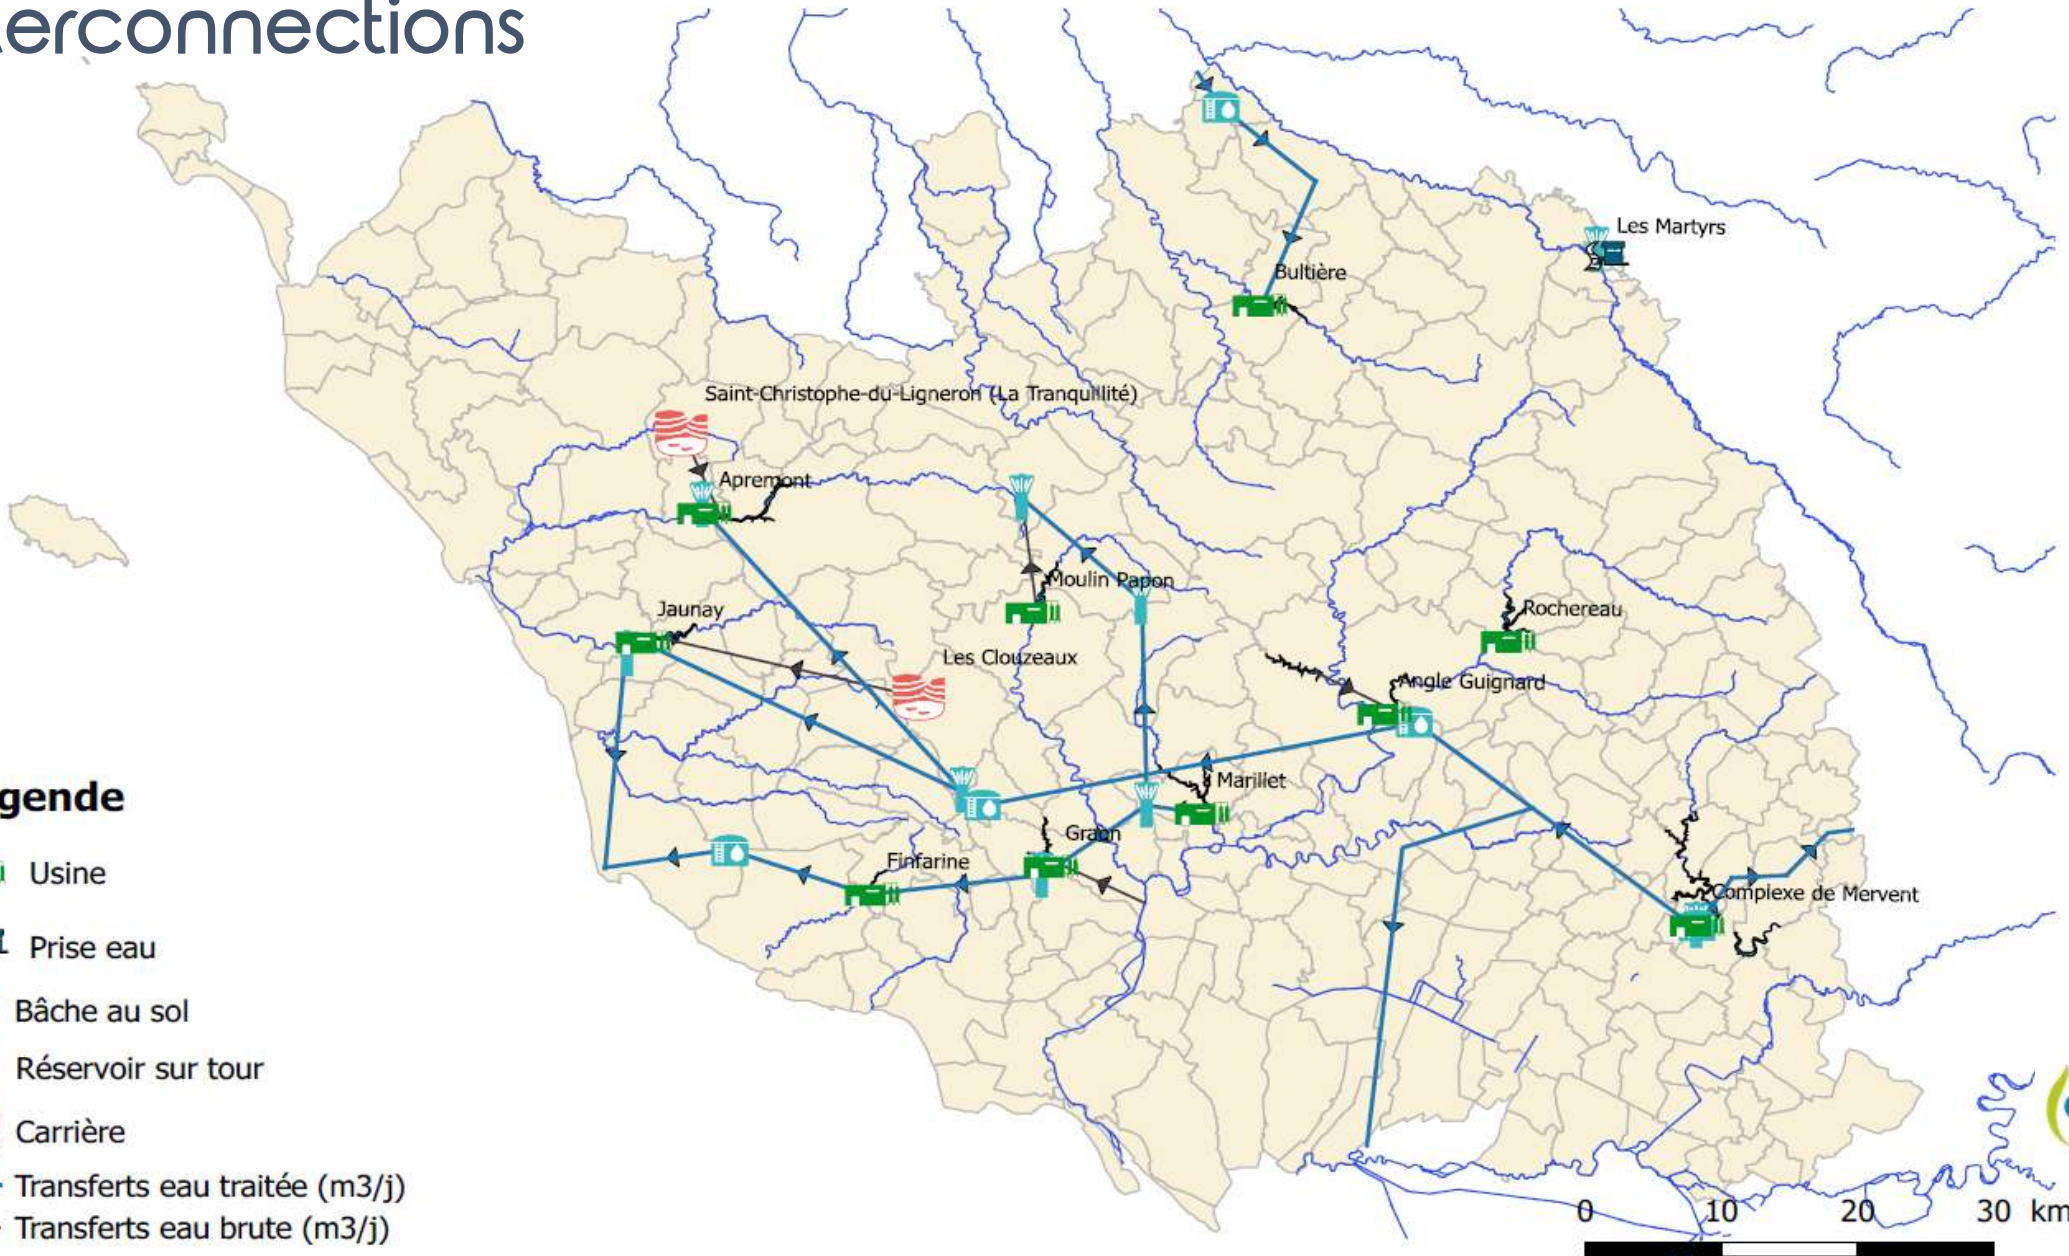 erconnections
Les Martyrs
Bultière
Saint-Christophe-du-Ligneron (La Tranquillité)
Apremont
Moulin Papon
Jaunay
Rochereau
Les Clouzeaux
Angle Guignard
Marillet
Graon
Finfarine
Complexe de Mervent
gende
Usine
Prise eau
Bâche au sol
Réservoir sur tour
Carrière
Transferts eau traitée (m3/j)
Transferts eau brute (m3/j)
0 10 20 30 km